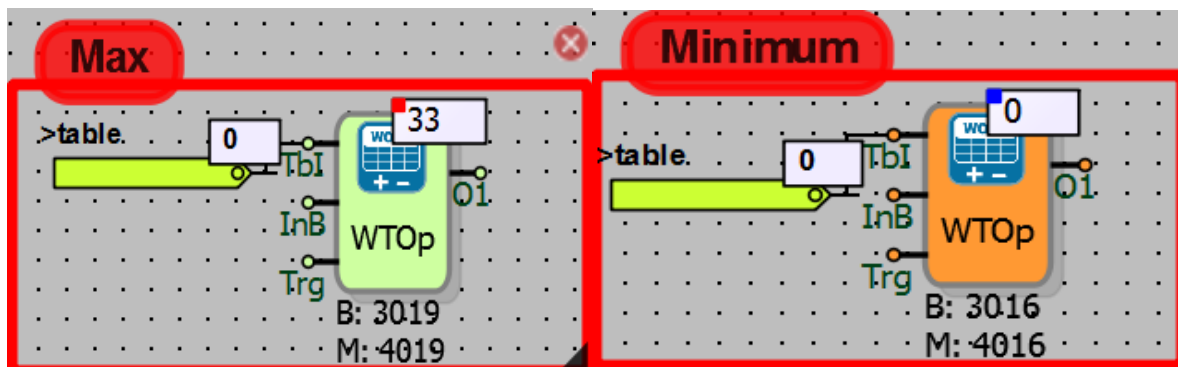 Max
>table.
0
33
TbI
O1
InB
WTOp
Trg
B: 3019
M: 4019
Minimum
>table.
0
0
TbI
O1
InB
WTOp
Trg
B: 3016
M: 4016